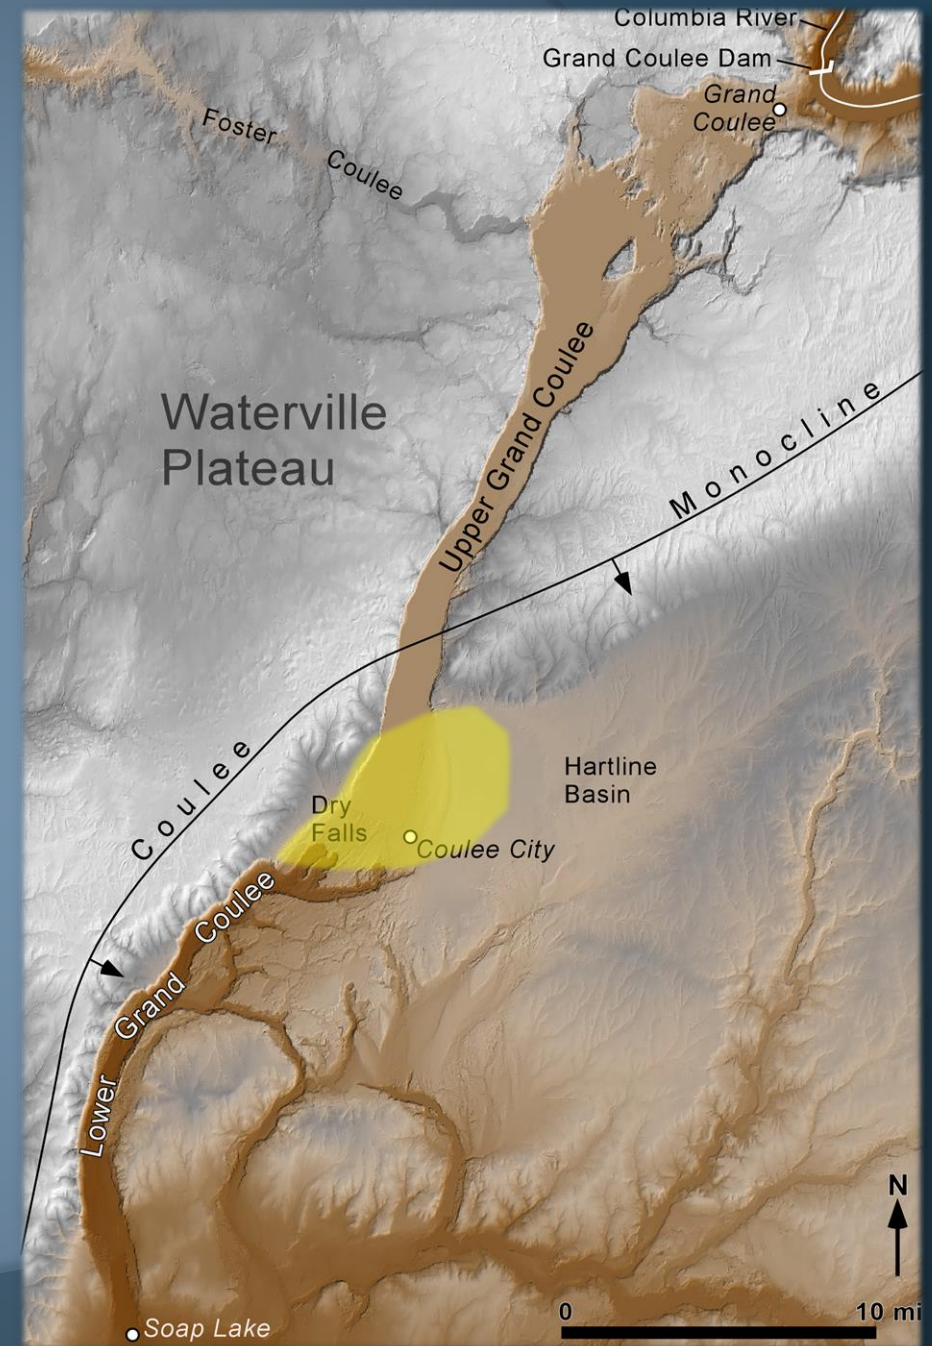 Columbia River
Grand Coulee Dam
Grand
Coulee
Foster
Coulee
Upper Grand Coulee
Waterville
Plateau
Monocline
Coulee
Hartline
Basin
Dry
Falls
Coulee City
Lower Grand Coulee
N
0 10 mi
Soap Lake